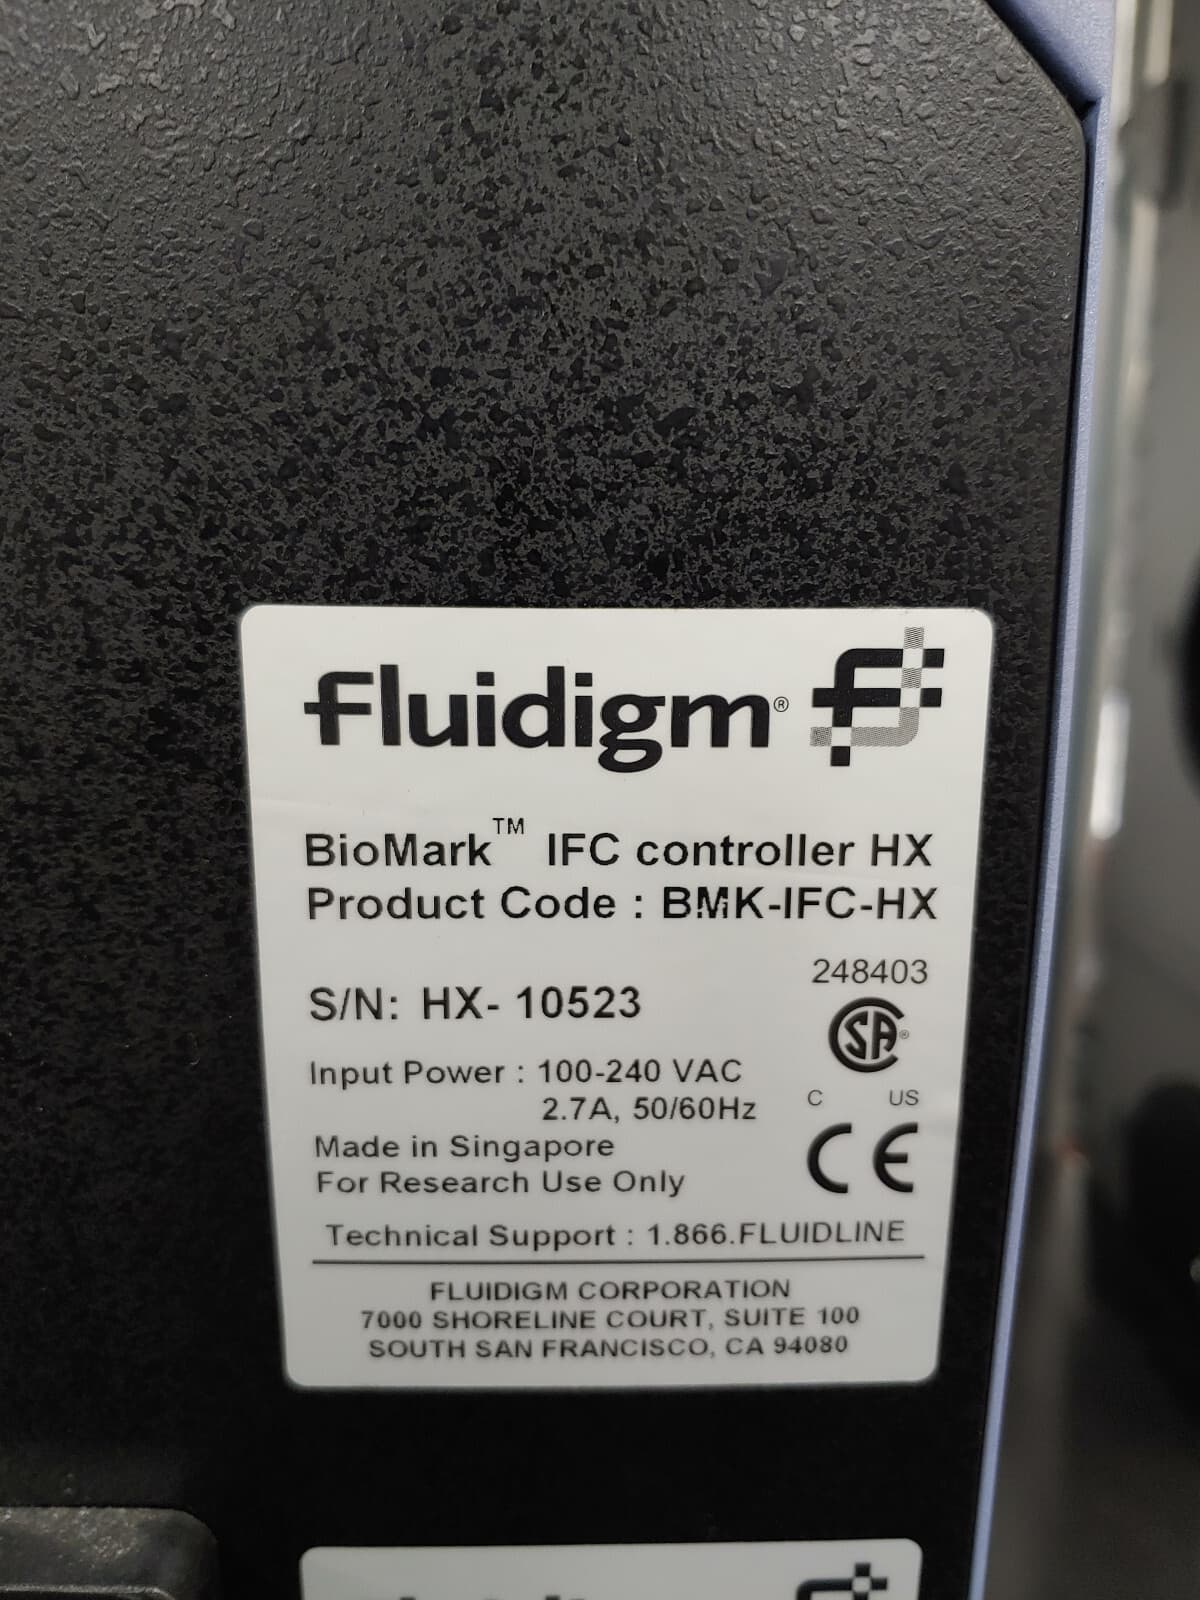 fluidigm®
BioMark™ IFC controller HX
Product Code : BMK-IFC-HX
248403
S/N: HX- 10523
SA®
C US
Input Power : 100-240 VAC
2.7A, 50/60Hz
Made in Singapore
CE
For Research Use Only
Technical Support : 1.866.FLUIDLINE
FLUIDIGM CORPORATION
7000 SHORELINE COURT, SUITE 100
SOUTH SAN FRANCISCO, CA 94080